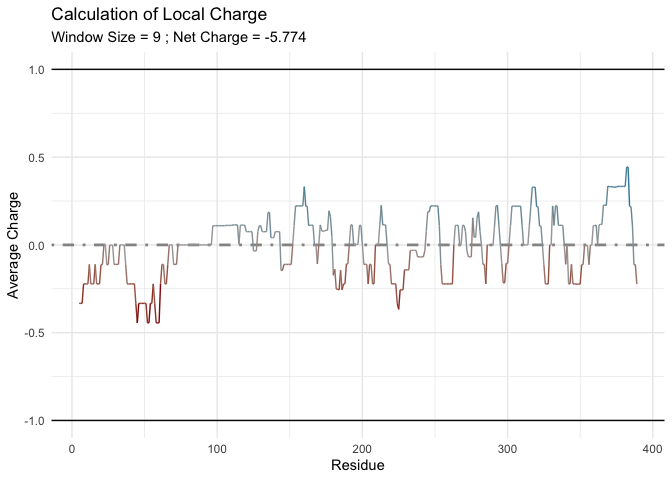 Calculation of Local Charge
Window Size = 9 ; Net Charge = -5.774
1.0
0.5
0.0
-0.5
-1.0
Average Charge
0 100 200 300 400
Residue